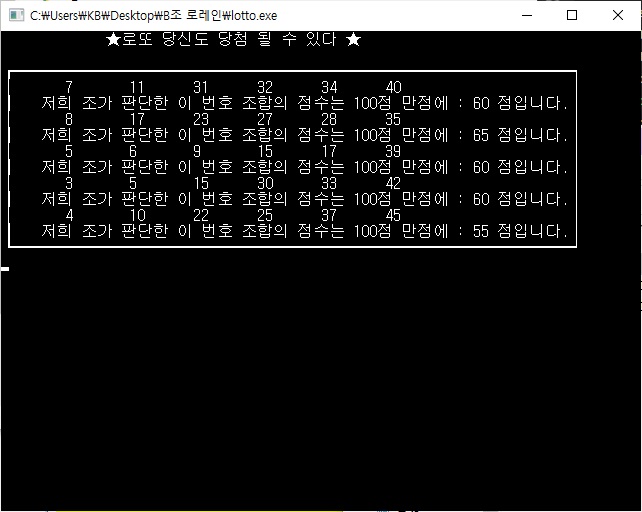 C:₩Users₩KB₩Desktop₩B조 로레인₩lotto.exe
★로또 당신도 당첨 될 수 있다 ★
7 11 31 32 34 40
저희 조가 판단한 이 번호 조합의 점수는 100점 만점에 : 60 점입니다.
8 17 23 27 28 35
저희 조가 판단한 이 번호 조합의 점수는 100점 만점에 : 65 점입니다.
5 6 9 15 17 39
저희 조가 판단한 이 번호 조합의 점수는 100점 만점에 : 60 점입니다.
3 5 15 30 33 42
저희 조가 판단한 이 번호 조합의 점수는 100점 만점에 : 60 점입니다.
4 10 22 25 37 45
저희 조가 판단한 이 번호 조합의 점수는 100점 만점에 : 55 점입니다.